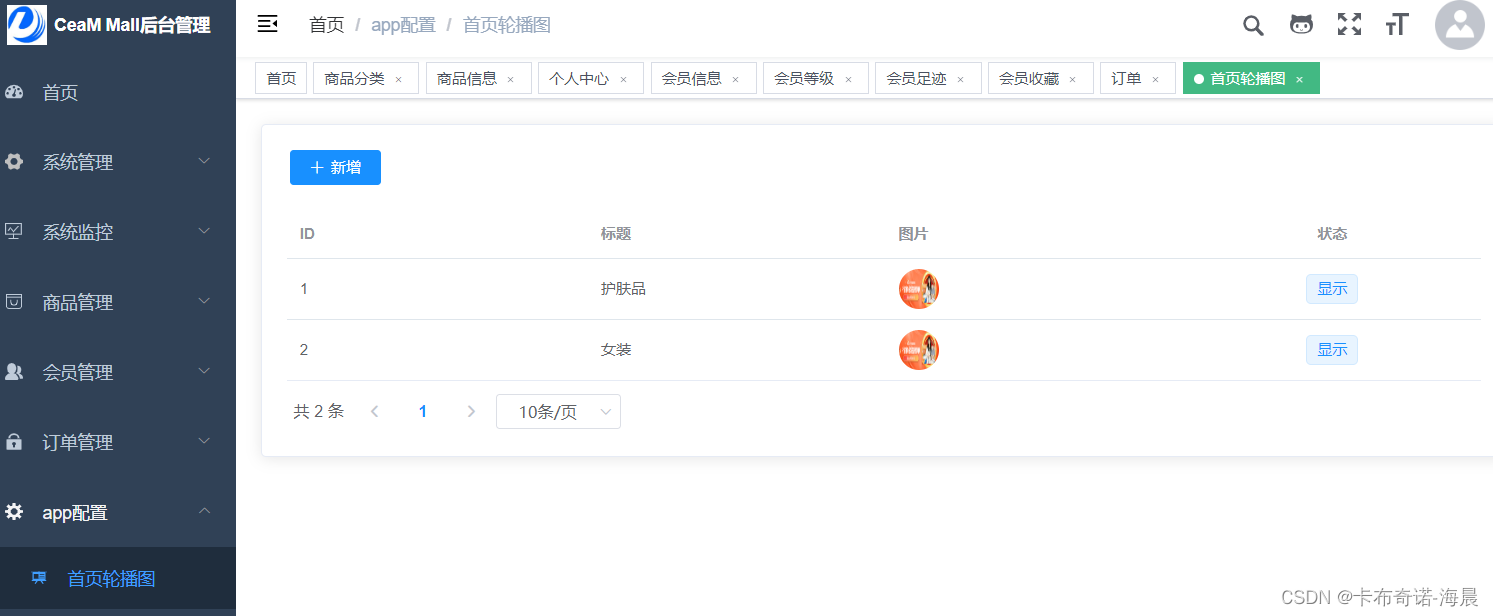 CeaM Mall后台管理
首页 / app配置 / 首页轮播图
首页 商品分类 × 商品信息 × 个人中心 × 会员信息 × 会员等级 × 会员足迹 × 会员收藏 × 订单 × 首页轮播图 ×
首页
系统管理
系统监控
商品管理
会员管理
订单管理
app配置
首页轮播图
+ 新增
ID 标题 图片 状态
1 护肤品 显示
2 女装 显示
共 2 条 < 1 > 10条/页
CSDN @卡布奇诺-海晨